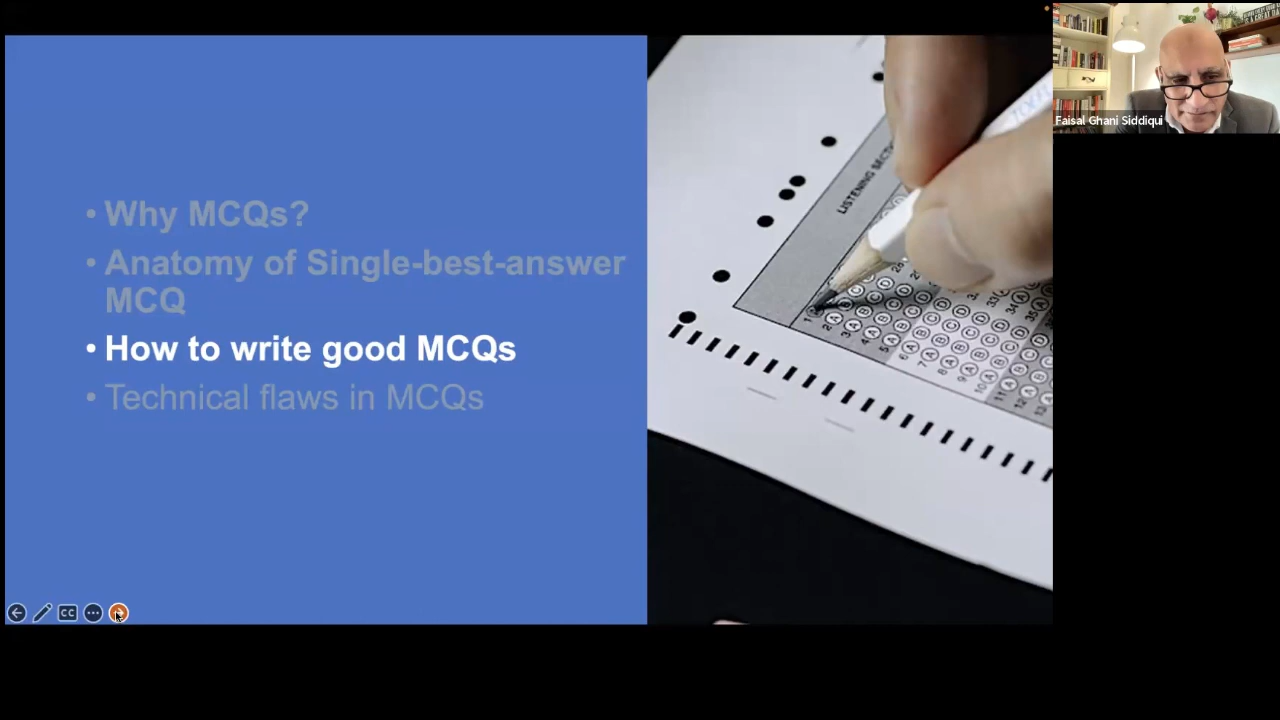 • Why MCQs?
• Anatomy of Single-best-answer
MCQ
• How to write good MCQs
• Technical flaws in MCQs
CC
Faisal Ghani Siddiqui